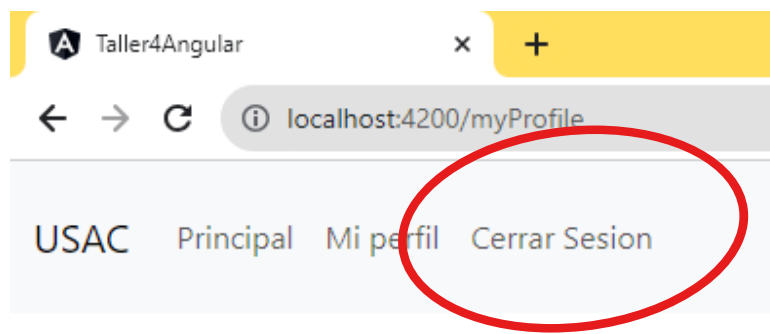 Taller4Angular
localhost:4200/myProfile
USAC Principal Mi perfil Cerrar Sesion